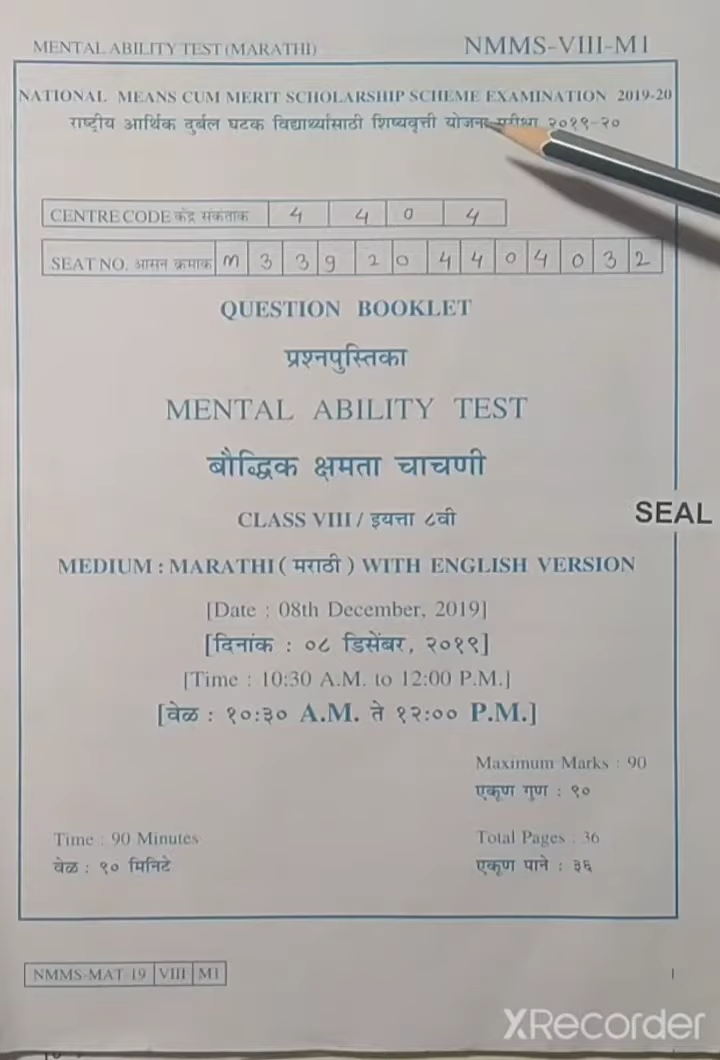 MENTAL ABILITY TEST (MARATHI) NMMS-VIII-M1
NATIONAL MEANS CUM MERIT SCHOLARSHIP SCHEME EXAMINATION 2019-20
राष्ट्रीय आर्थिक दुर्बल घटक विद्यार्थ्यांसाठी शिष्यवृत्ती योजना परीक्षा २०१९-२०
CENTRE CODE केंद्र संकेतांक 4 4 0 4
SEAT NO. आसन क्रमांक M 3 3 9 2 0 4 4 0 4 0 3 2
QUESTION BOOKLET
प्रश्नपुस्तिका
MENTAL ABILITY TEST
बौद्धिक क्षमता चाचणी
CLASS VIII / इयत्ता ८वी
SEAL
MEDIUM : MARATHI ( मराठी ) WITH ENGLISH VERSION
[Date : 08th December, 2019]
[दिनांक : ०८ डिसेंबर, २०१९]
[Time : 10:30 A.M. to 12:00 P.M.]
[वेळ : १०:३० A.M. ते १२:०० P.M.]
Maximum Marks : 90
एकूण गुण : ९०
Time : 90 Minutes Total Pages : 36
वेळ : ९० मिनिटे एकूण पाने : ३६
NMMS-MAT-19 VIII M1 1
XRecorder